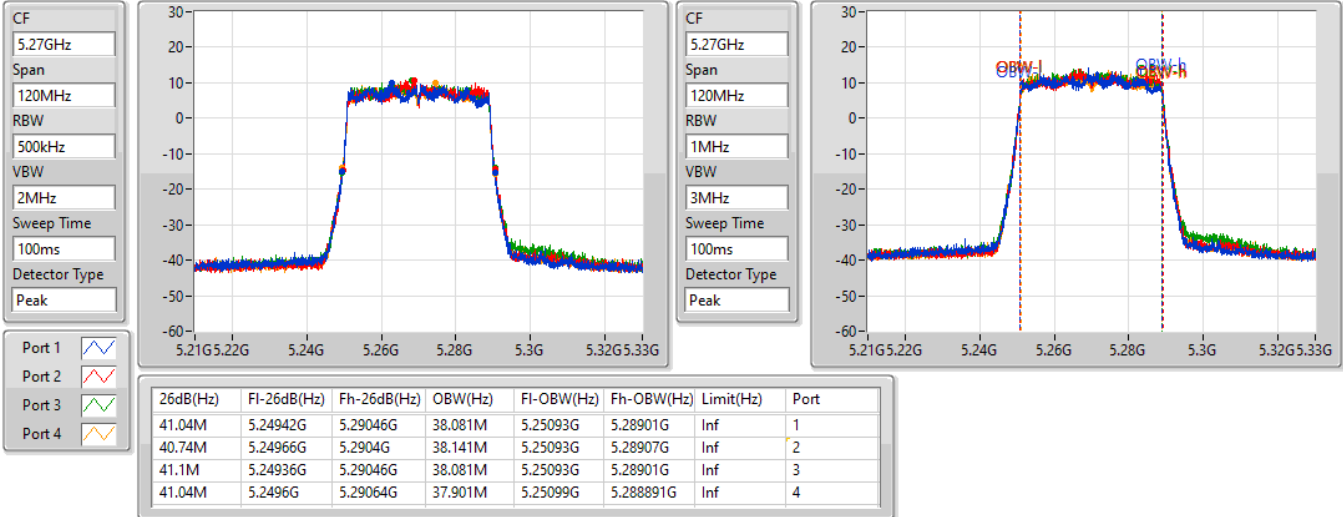 CF
5.27GHz
Span
120MHz
RBW
500kHz
VBW
2MHz
Sweep Time
100ms
Detector Type
Peak
30
20
10
0
-10
-20
-30
-40
-50
-60
5.21G 5.22G 5.24G 5.26G 5.28G 5.3G 5.32G 5.33G
CF
5.27GHz
Span
120MHz
RBW
1MHz
VBW
3MHz
Sweep Time
100ms
Detector Type
Peak
30
20
10
0
-10
-20
-30
-40
-50
-60
OBW-l OBW-h
OBW-h
5.21G 5.22G 5.24G 5.26G 5.28G 5.3G 5.32G 5.33G
Port 1
Port 2
Port 3
Port 4
26dB(Hz) Fl-26dB(Hz) Fh-26dB(Hz) OBW(Hz) Fl-OBW(Hz) Fh-OBW(Hz) Limit(Hz) Port
41.04M 5.24942G 5.29046G 38.081M 5.25093G 5.28901G Inf 1
40.74M 5.24966G 5.2904G 38.141M 5.25093G 5.28907G Inf 2
41.1M 5.24936G 5.29046G 38.081M 5.25093G 5.28901G Inf 3
41.04M 5.2496G 5.29064G 37.901M 5.25099G 5.288891G Inf 4